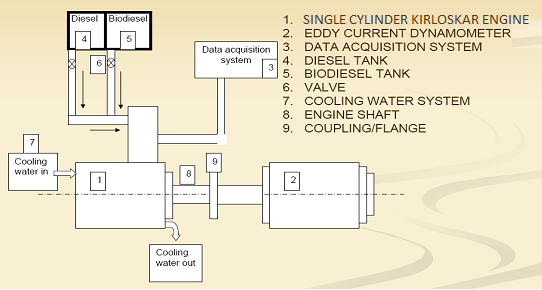 Diesel Biodiesel
4 5
6
Data acquisition
system
3
7
Cooling
water in
1
8
9
2
Cooling
water out
1. SINGLE CYLINDER KIRLOSKAR ENGINE
2. EDDY CURRENT DYNAMOMETER
3. DATA ACQUISITION SYSTEM
4. DIESEL TANK
5. BIODIESEL TANK
6. VALVE
7. COOLING WATER SYSTEM
8. ENGINE SHAFT
9. COUPLING/FLANGE